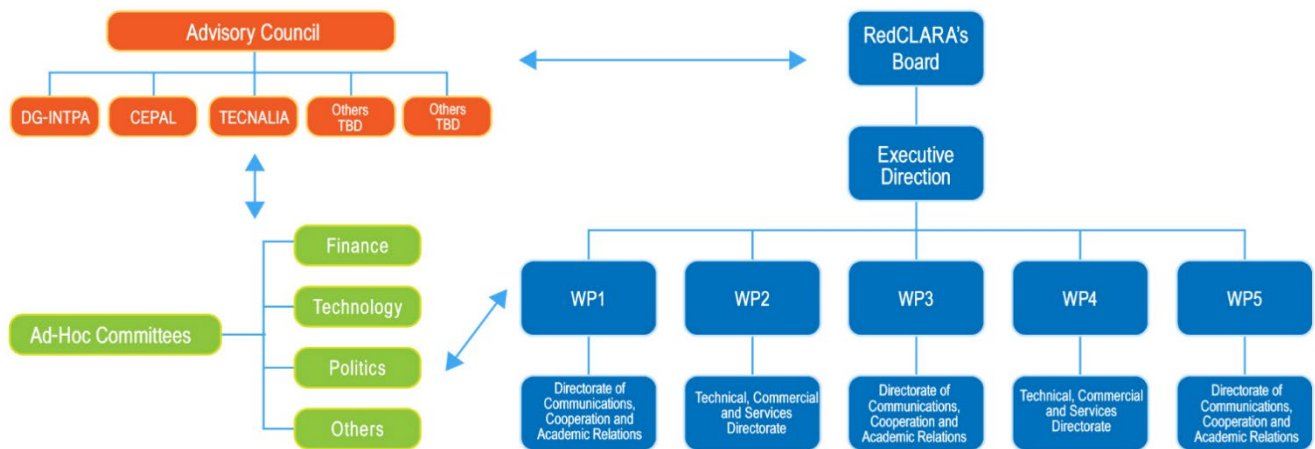 Advisory Council
DG-INTPA
CEPAL
TECNALIA
Others
TBD
Others
TBD
RedCLARA's
Board
Executive
Direction
Ad-Hoc Committees
Finance
Technology
Politics
Others
WP1
WP2
WP3
WP4
WP5
Directorate of
Communications,
Cooperation and
Academic Relations
Technical, Commercial
and Services
Directorate
Directorate of
Communications,
Cooperation and
Academic Relations
Technical, Commercial
and Services
Directorate
Directorate of
Communications,
Cooperation and
Academic Relations